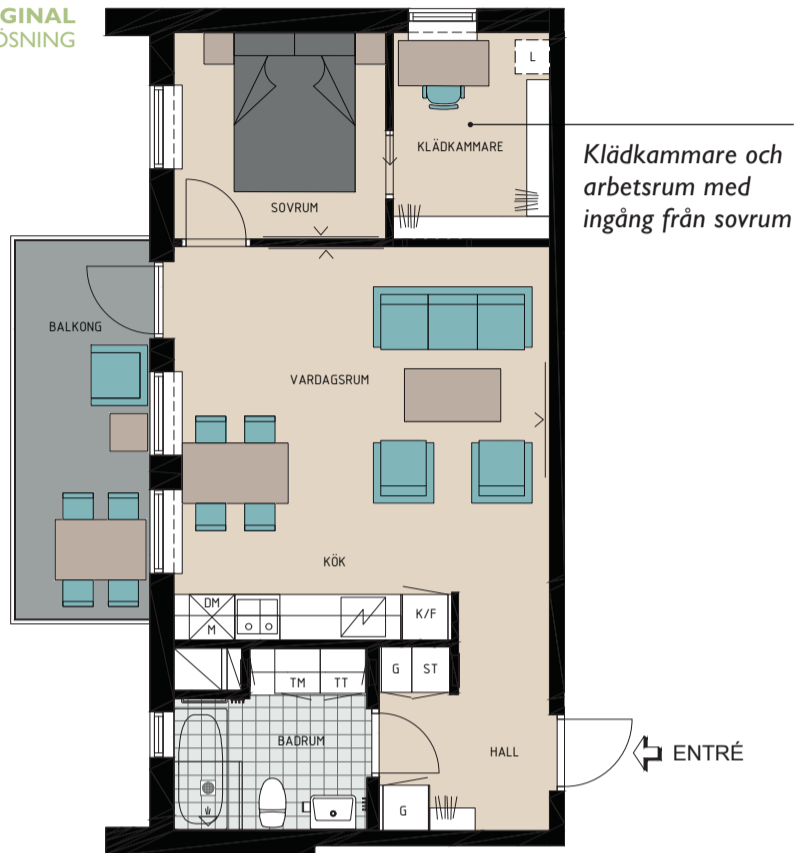 GINAL
ÖSNING
L
KLÄDKAMMARE
Klädkammare och
arbetsrum med
ingång från sovrum
SOVRUM
BALKONG
VARDAGSRUM
KÖK
DM
M
K/F
G
ST
TM
TT
BADRUM
HALL
ENTRÉ
G